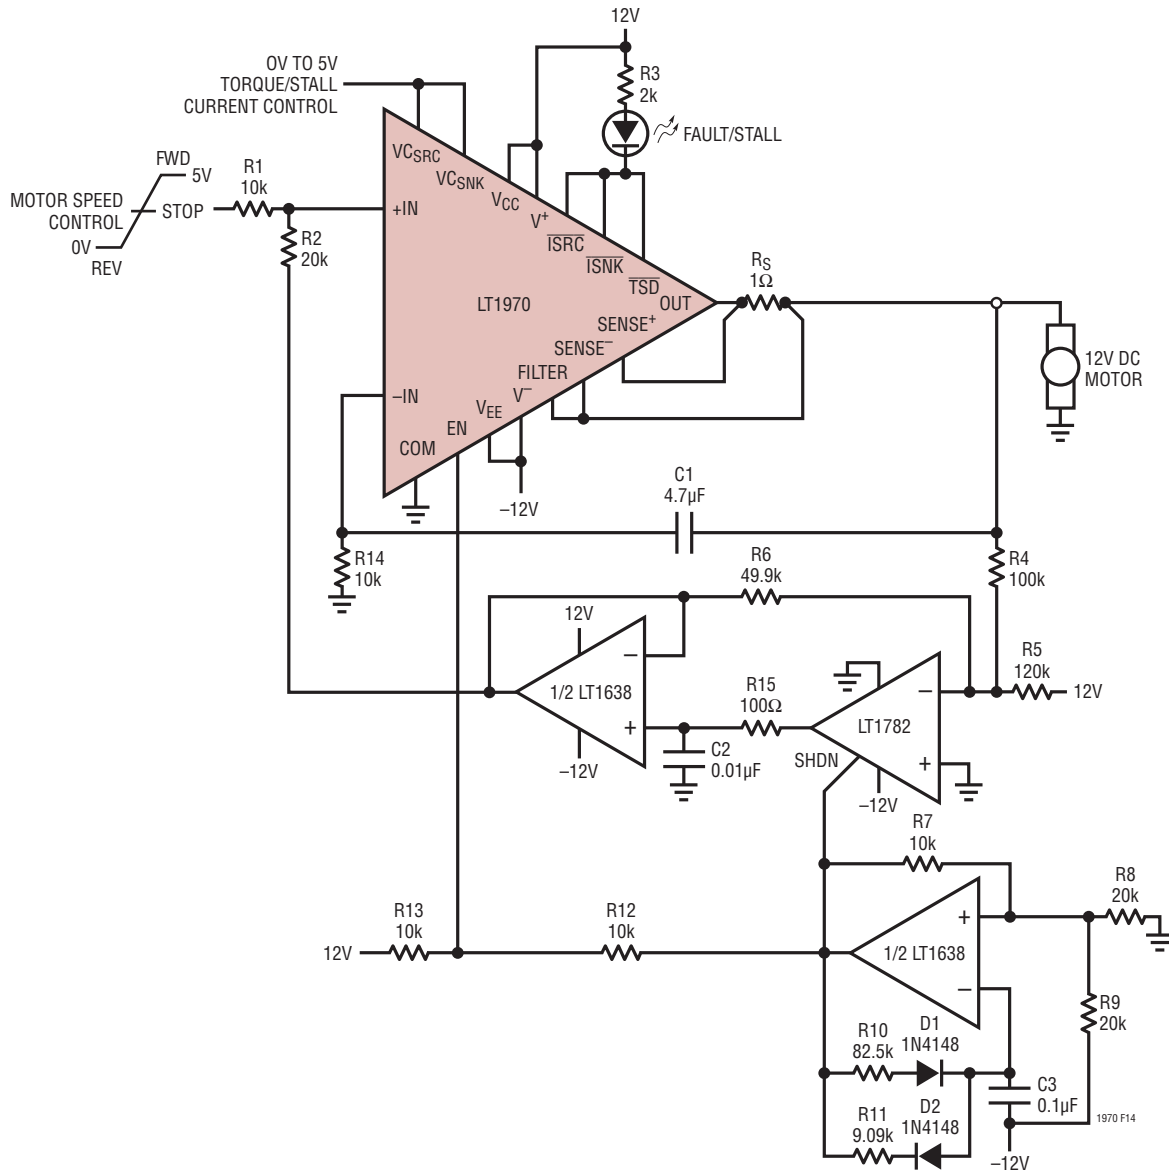 12V
R3
2k
FAULT/STALL
0V TO 5V
TORQUE/STALL
CURRENT CONTROL
VCSRC
VCSNK
VCC
V+
ISRC
ISNK
TSD
OUT
SENSE+
SENSE–
FILTER
V–
VEE
EN
COM
+IN
–IN
LT1970
FWD
5V
MOTOR SPEED
CONTROL
STOP
0V
REV
R1
10k
R2
20k
RS
1Ω
12V DC
MOTOR
–12V
C1
4.7µF
R14
10k
R4
100k
R6
49.9k
R5
120k
12V
12V
–
1/2 LT1638
+
–12V
R15
100Ω
C2
0.01µF
–
LT1782
+
SHDN
–12V
R7
10k
R8
20k
R13
10k
12V
R12
10k
+
1/2 LT1638
–
R9
20k
R10
82.5k
D1
1N4148
R11
9.09k
D2
1N4148
C3
0.1µF
–12V
1970 F14